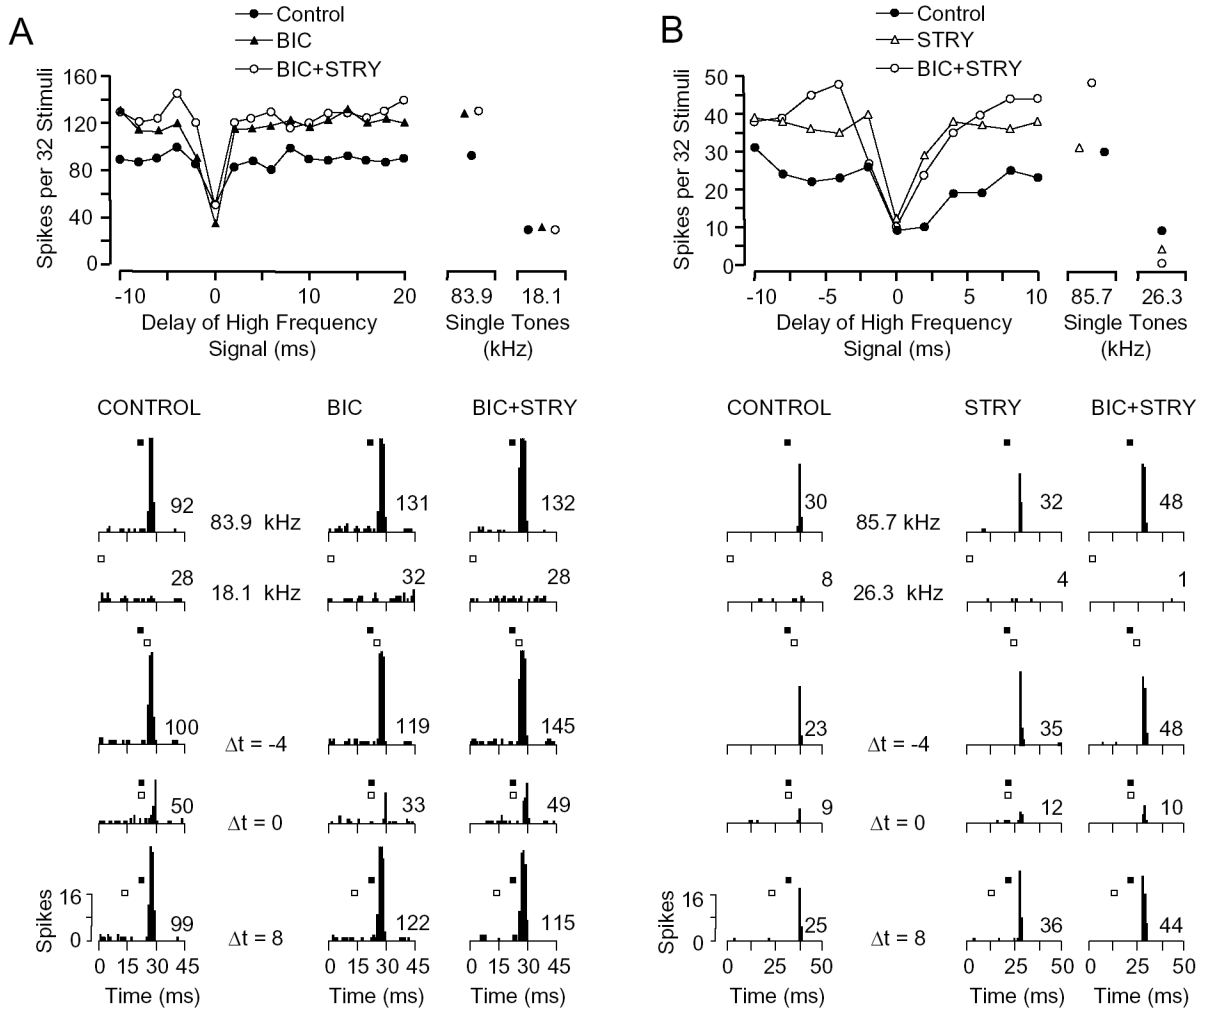 A
Control
BIC
BIC+STRY
Spikes per 32 Stimuli
160
120
80
40
0
-10 0 10 20
83.9 18.1
Delay of High Frequency
Signal (ms)
Single Tones
(kHz)
B
Control
STRY
BIC+STRY
Spikes per 32 Stimuli
50
40
30
20
10
0
-10 -5 0 5 10
85.7 26.3
Delay of High Frequency
Signal (ms)
Single Tones
(kHz)
CONTROL BIC BIC+STRY
92 83.9 kHz 131 132
28 18.1 kHz 32 28
100 Δt = -4 119 145
50 Δt = 0 33 49
Spikes
16
0
99 Δt = 8 122 115
0 15 30 45 0 15 30 45 0 15 30 45
Time (ms) Time (ms) Time (ms)
CONTROL STRY BIC+STRY
30 85.7 kHz 32 48
8 26.3 kHz 4 1
23 Δt = -4 35 48
9 Δt = 0 12 10
Spikes
16
0
25 Δt = 8 36 44
0 25 50 0 25 50 0 25 50
Time (ms) Time (ms) Time (ms)